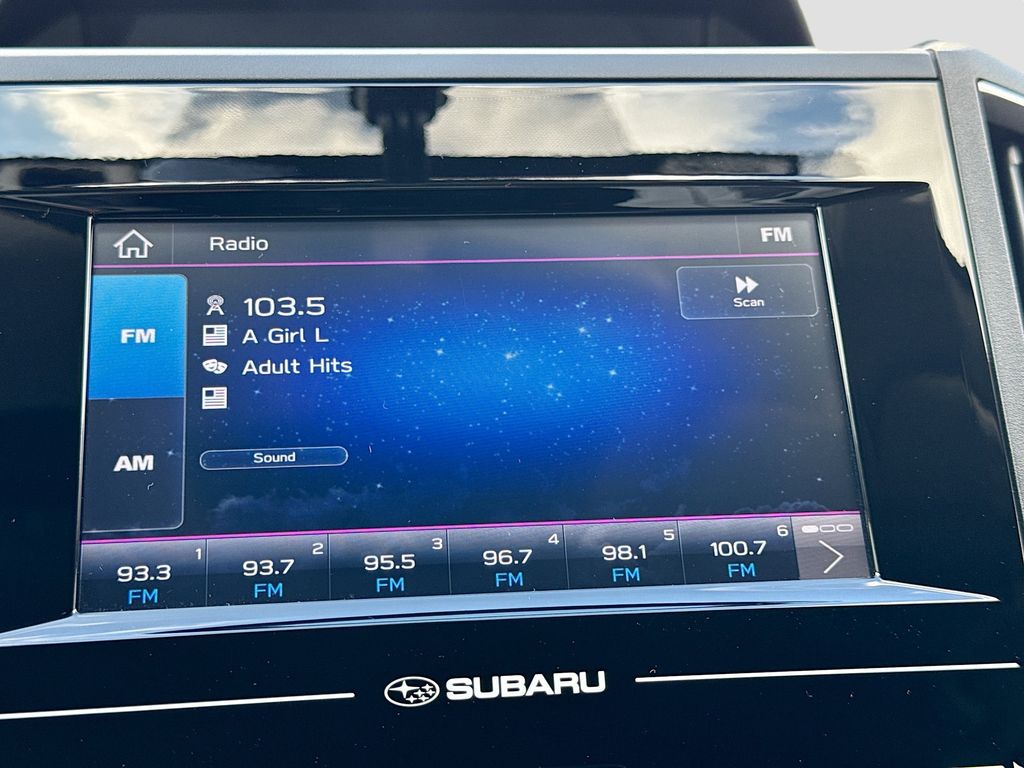 Radio
FM
FM
AM
103.5
A Girl L
Adult Hits
Scan
Sound
1
93.3
FM
2
93.7
FM
3
95.5
FM
4
96.7
FM
5
98.1
FM
6
100.7
FM
SUBARU